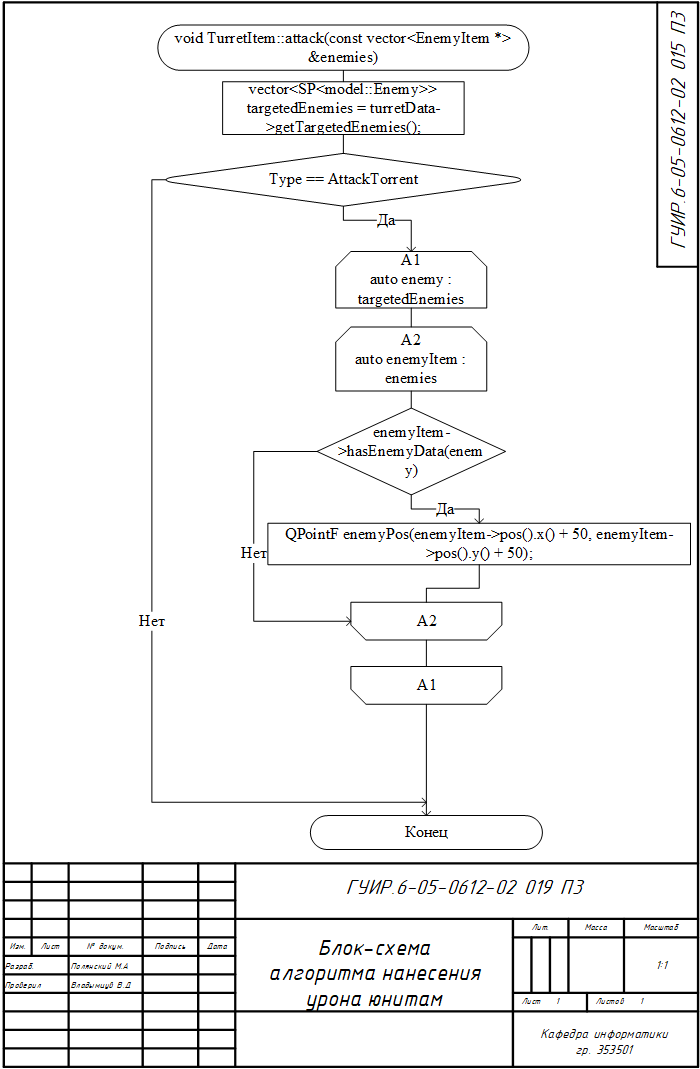 void TurretItem::attack(const vector<EnemyItem *>
&enemies)
ГУИР.6-05-0612-02 015 ПЗ
vector<SP<model::Enemy>>
targetedEnemies = turretData-
>getTargetedEnemies();
Type == AttackTorrent
Да
A1
auto enemy :
targetedEnemies
A2
auto enemyItem :
enemies
enemyItem-
>hasEnemyData(enem
y)
Да
QPointF enemyPos(enemyItem->pos().x() + 50, enemyItem-
>pos().y() + 50);
Нет
A2
Нет
A1
Конец
ГУИР.6-05-0612-02 019 ПЗ
Изм. Лист № докум. Подпись Дата
Разраб. Полянский М.А
Проверил Владымцев В.Д
Блок-схема
алгоритма нанесения
урона юнитам
Лит. Масса Масштаб
1:1
Лист 1 Листов 1
Кафедра информатики
гр. 353501